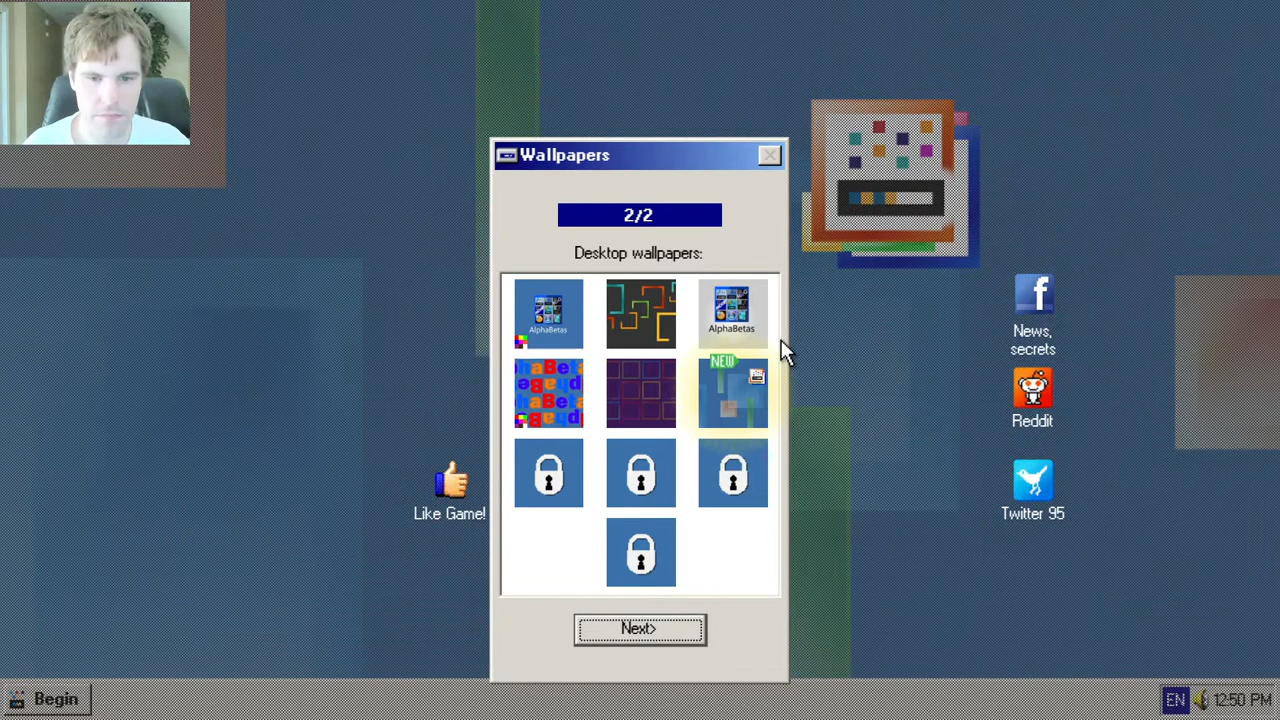 Wallpapers
2/2
Desktop wallpapers:
AlphaBetas
AlphaBetas
NEW
News,
secrets
Reddit
Like Game!
Twitter 95
Next>
Begin
EN
12:50 PM